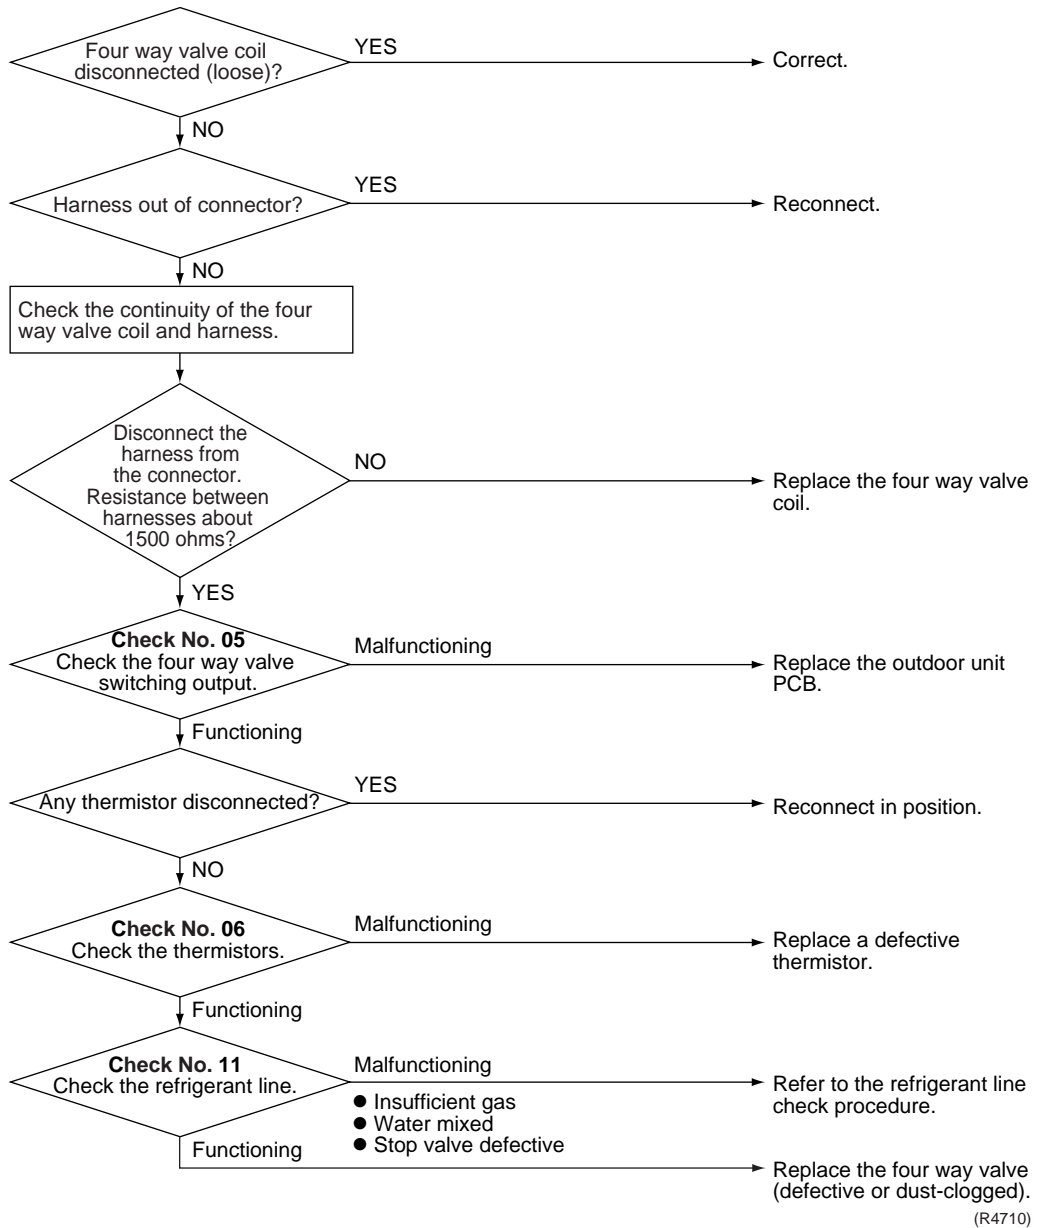 Four way valve coil
disconnected (loose)?
YES
Correct.
NO
Harness out of connector?
YES
Reconnect.
NO
Check the continuity of the four
way valve coil and harness.
Disconnect the
harness from
the connector.
Resistance between
harnesses about
1500 ohms?
NO
Replace the four way valve
coil.
YES
Check No. 05
Check the four way valve
switching output.
Malfunctioning
Replace the outdoor unit
PCB.
Functioning
Any thermistor disconnected?
YES
Reconnect in position.
NO
Check No. 06
Check the thermistors.
Malfunctioning
Replace a defective
thermistor.
Functioning
Check No. 11
Check the refrigerant line.
Malfunctioning
● Insufficient gas
● Water mixed
● Stop valve defective
Refer to the refrigerant line
check procedure.
Functioning
Replace the four way valve
(defective or dust-clogged).
(R4710)